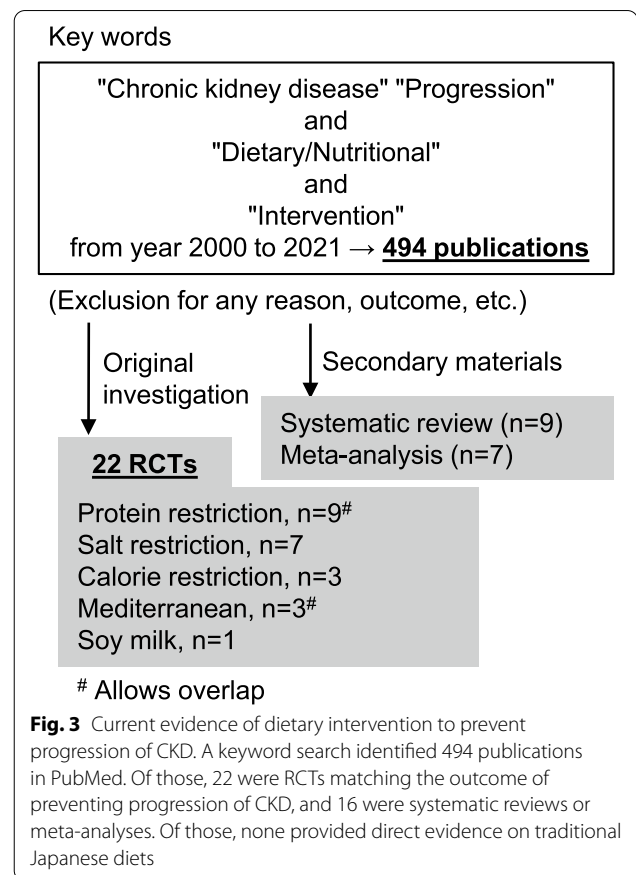 Key words
"Chronic kidney disease" "Progression"
and
"Dietary/Nutritional"
and
"Intervention"
from year 2000 to 2021 → 494 publications
(Exclusion for any reason, outcome, etc.)
Original
investigation
Secondary materials
Systematic review (n=9)
Meta-analysis (n=7)
22 RCTs
Protein restriction, n=9#
Salt restriction, n=7
Calorie restriction, n=3
Mediterranean, n=3#
Soy milk, n=1
# Allows overlap
Fig. 3 Current evidence of dietary intervention to prevent
progression of CKD. A keyword search identified 494 publications
in PubMed. Of those, 22 were RCTs matching the outcome of
preventing progression of CKD, and 16 were systematic reviews or
meta-analyses. Of those, none provided direct evidence on traditional
Japanese diets